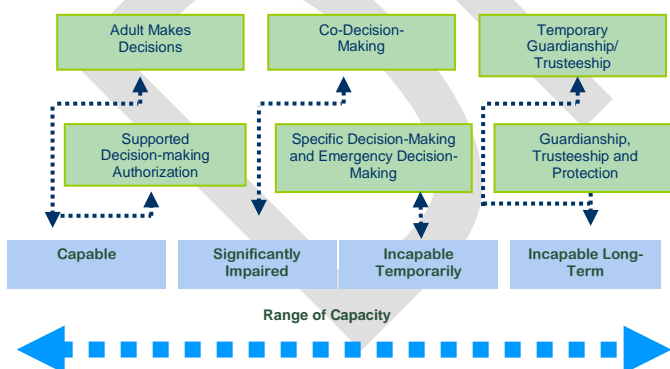 Adult Makes
Decisions
Co-Decision-
Making
Temporary
Guardianship/
Trusteeship
Supported
Decision-making
Authorization
Specific Decision-Making
and Emergency Decision-
Making
Guardianship,
Trusteeship and
Protection
Capable
Significantly
Impaired
Incapable
Temporarily
Incapable Long-
Term
Range of Capacity